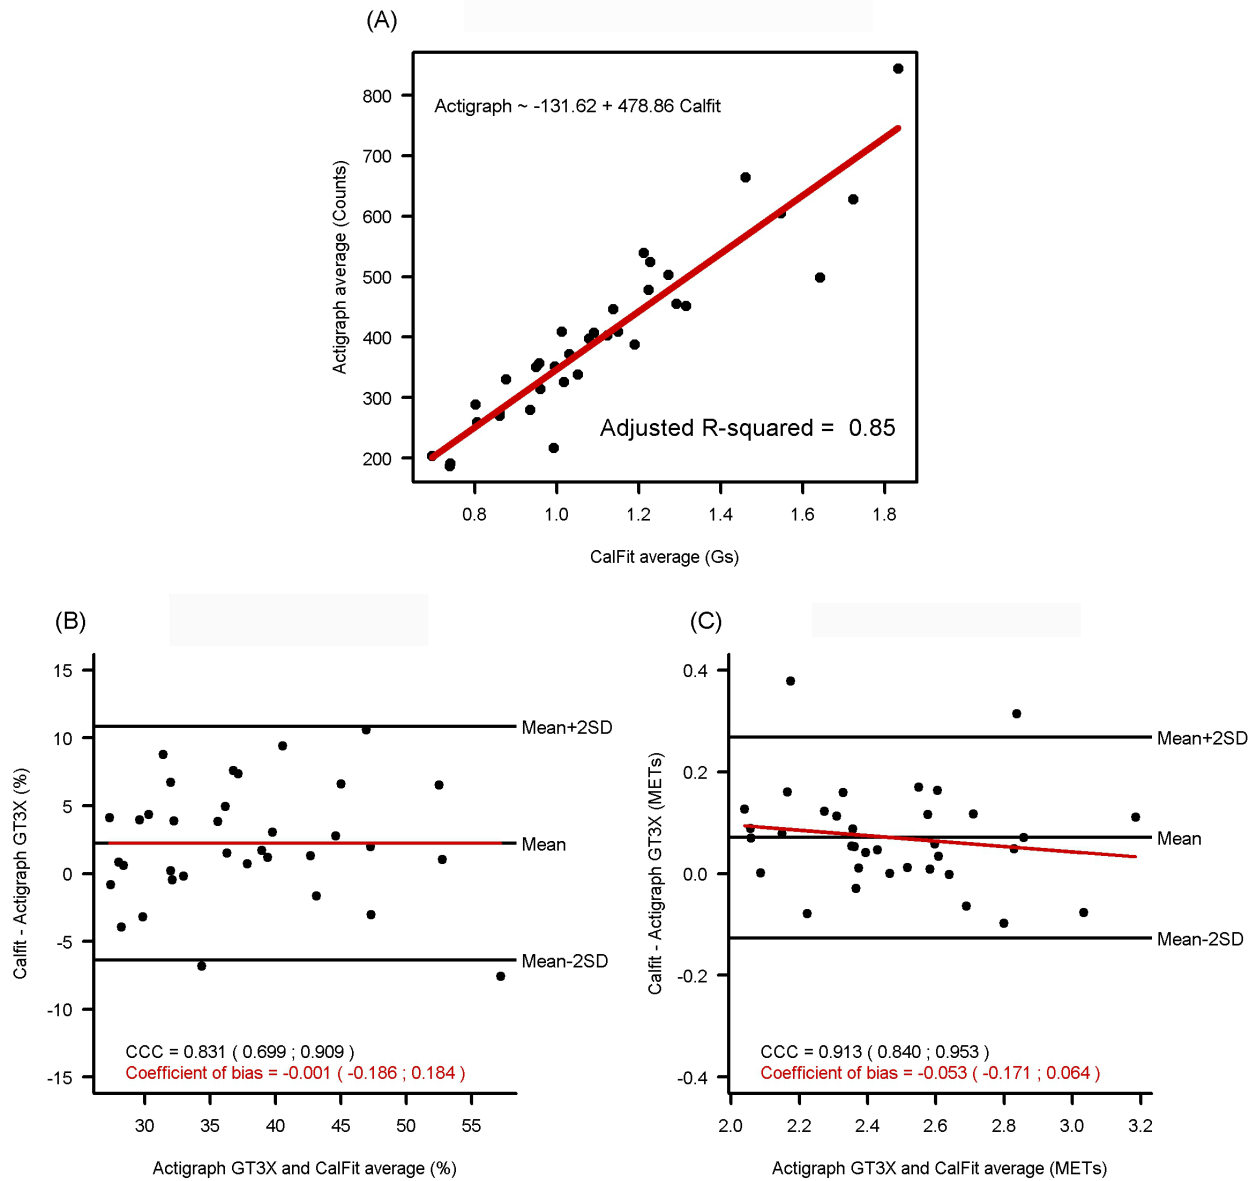 (A)
Actigraph ~ -131.62 + 478.86 Calfit
Adjusted R-squared = 0.85
Actigraph average (Counts)
800
700
600
500
400
300
200
0.8 1.0 1.2 1.4 1.6 1.8
CalFit average (Gs)
(B)
Calfit - Actigraph GT3X (%)
15
10
5
0
-5
-10
-15
Mean+2SD
Mean
Mean-2SD
CCC = 0.831 ( 0.699 ; 0.909 )
Coefficient of bias = -0.001 ( -0.186 ; 0.184 )
30 35 40 45 50 55
Actigraph GT3X and CalFit average (%)
(C)
Calfit - Actigraph GT3X (METs)
0.4
0.2
0.0
-0.2
-0.4
Mean+2SD
Mean
Mean-2SD
CCC = 0.913 ( 0.840 ; 0.953 )
Coefficient of bias = -0.053 ( -0.171 ; 0.064 )
2.0 2.2 2.4 2.6 2.8 3.0 3.2
Actigraph GT3X and CalFit average (METs)